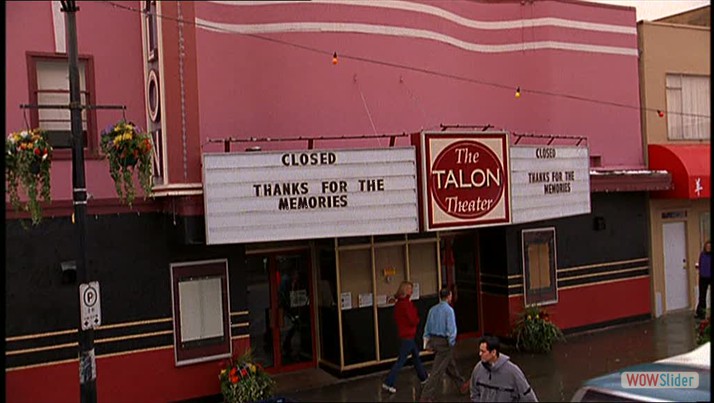 CLOSED
THANKS FOR THE
MEMORIES
The
TALON
Theater
CLOSED
THANKS FOR THE
MEMORIES
P
WOWSlider